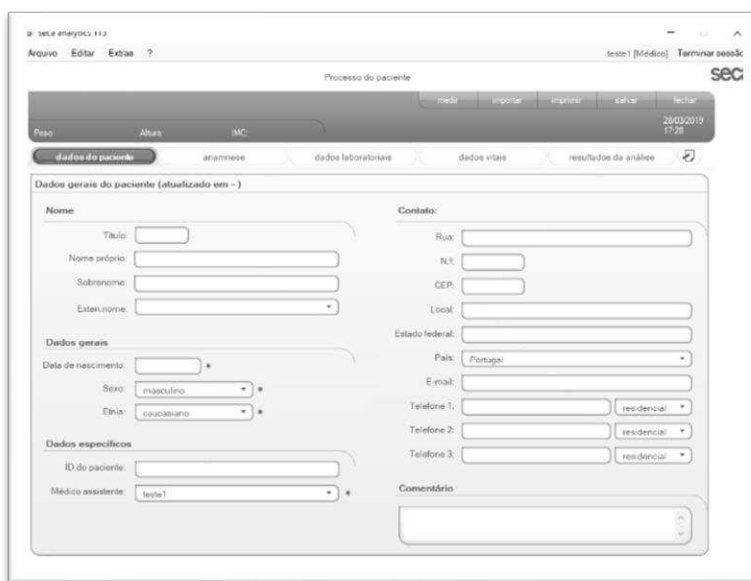 seca analytics 115
Arquivo Editar Extras ?
teste1 [Médico] Terminar sessão
Processo do paciente
seca
medir importar imprimir salvar fechar
Peso: Altura: IMC:
28/03/2019
17:28
dados do paciente anamnese dados laboratoriais dados vitais resultados da análise
Dados gerais do paciente (atualizado em - )
Nome
Título:
Nome próprio:
Sobrenome:
Exten.nome:
Dados gerais
Data de nascimento: *
Sexo: masculino *
Etnia: caucasiano *
Dados específicos
ID do paciente:
Médico assistente: teste1 *
Contato:
Rua:
N.º:
CEP:
Local:
Estado federal:
País: Portugal
E-mail:
Telefone 1: residencial
Telefone 2: residencial
Telefone 3: residencial
Comentário